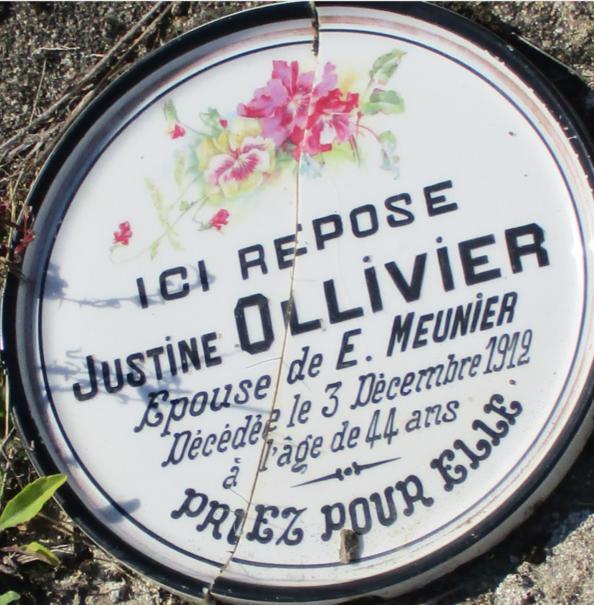 ICI REPOSE
JUSTINE OLLIVIER
Epouse de E. MEUNIER
Décédée le 3 Décembre 1912
à l'âge de 44 ans
PRIEZ POUR ELLE.